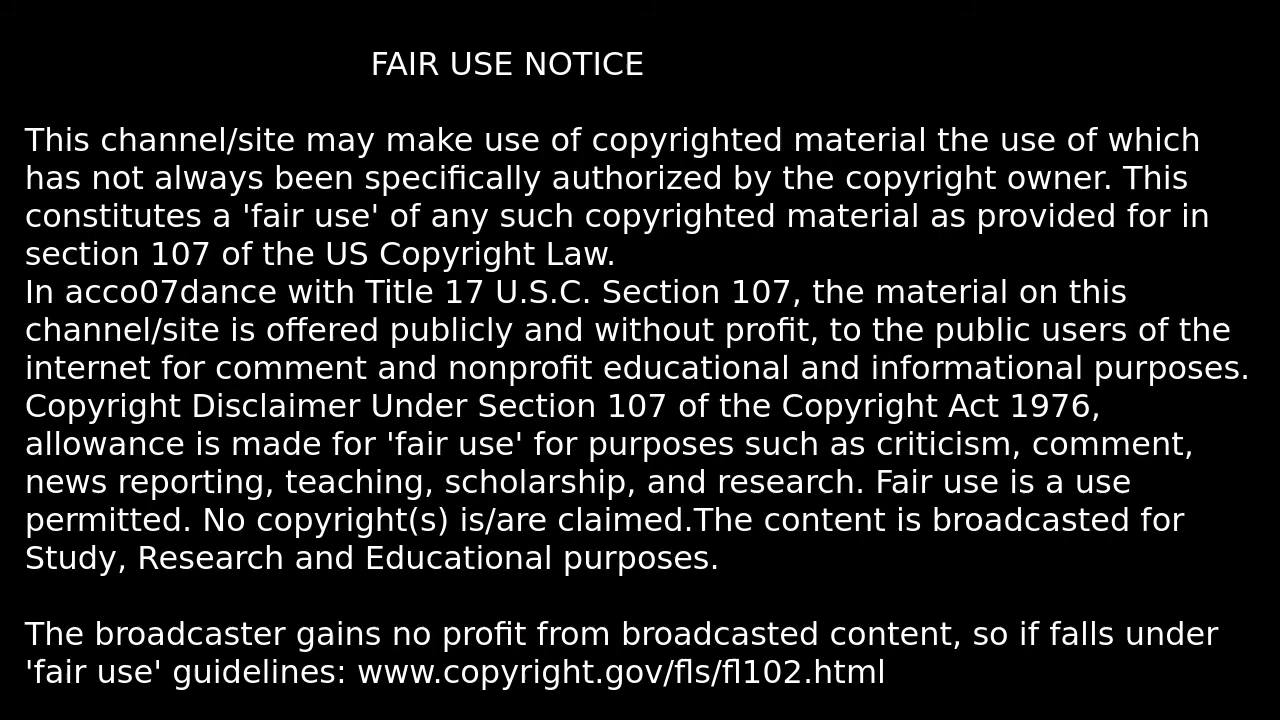 FAIR USE NOTICE
This channel/site may make use of copyrighted material the use of which
has not always been specifically authorized by the copyright owner. This
constitutes a 'fair use' of any such copyrighted material as provided for in
section 107 of the US Copyright Law.
In acco07dance with Title 17 U.S.C. Section 107, the material on this
channel/site is offered publicly and without profit, to the public users of the
internet for comment and nonprofit educational and informational purposes.
Copyright Disclaimer Under Section 107 of the Copyright Act 1976,
allowance is made for 'fair use' for purposes such as criticism, comment,
news reporting, teaching, scholarship, and research. Fair use is a use
permitted. No copyright(s) is/are claimed.The content is broadcasted for
Study, Research and Educational purposes.
The broadcaster gains no profit from broadcasted content, so if falls under
'fair use' guidelines: www.copyright.gov/fls/fl102.html